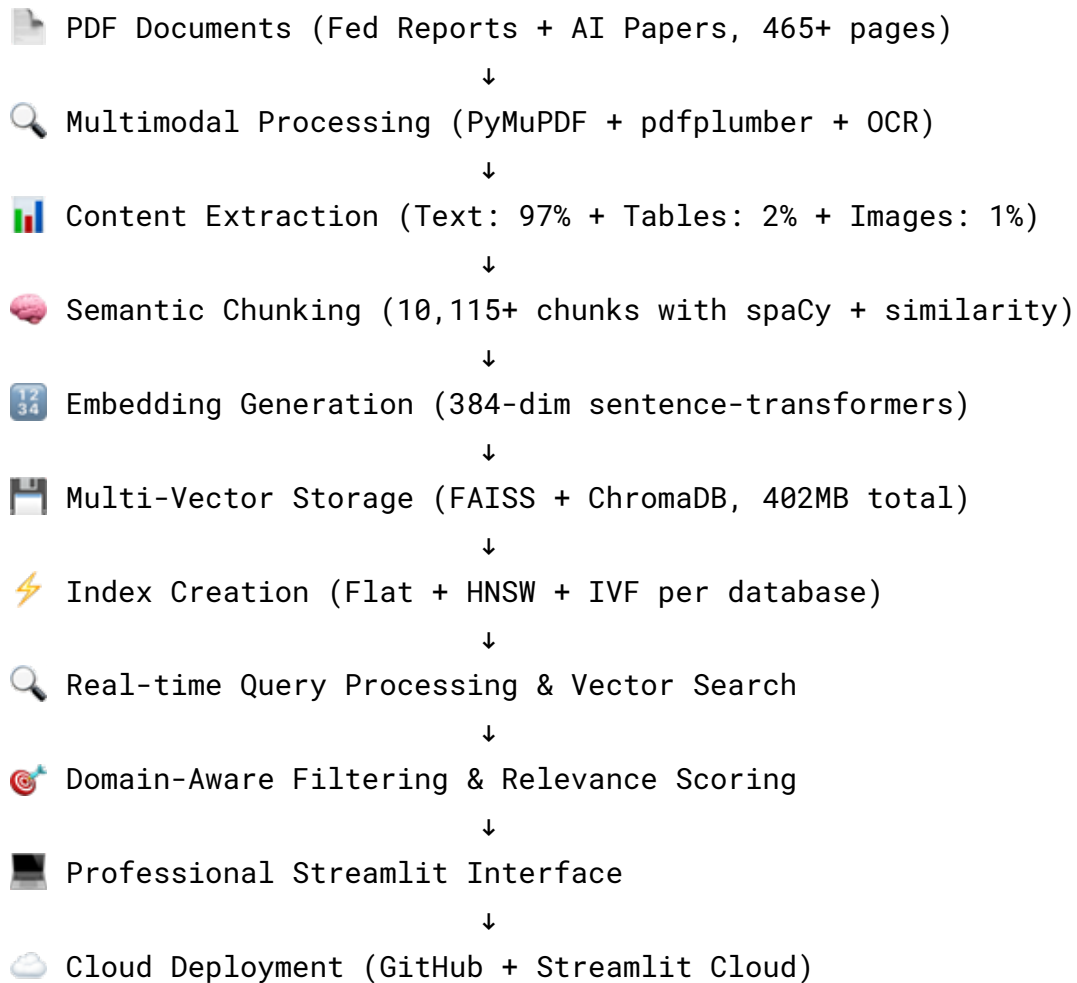 📄 PDF Documents (Fed Reports + AI Papers, 465+ pages)
↓
🔍 Multimodal Processing (PyMuPDF + pdfplumber + OCR)
↓
📊 Content Extraction (Text: 97% + Tables: 2% + Images: 1%)
↓
🧠 Semantic Chunking (10,115+ chunks with spaCy + similarity)
↓
🔢 Embedding Generation (384-dim sentence-transformers)
↓
💾 Multi-Vector Storage (FAISS + ChromaDB, 402MB total)
↓
⚡ Index Creation (Flat + HNSW + IVF per database)
↓
🔍 Real-time Query Processing & Vector Search
↓
🎯 Domain-Aware Filtering & Relevance Scoring
↓
💻 Professional Streamlit Interface
↓
☁️ Cloud Deployment (GitHub + Streamlit Cloud)